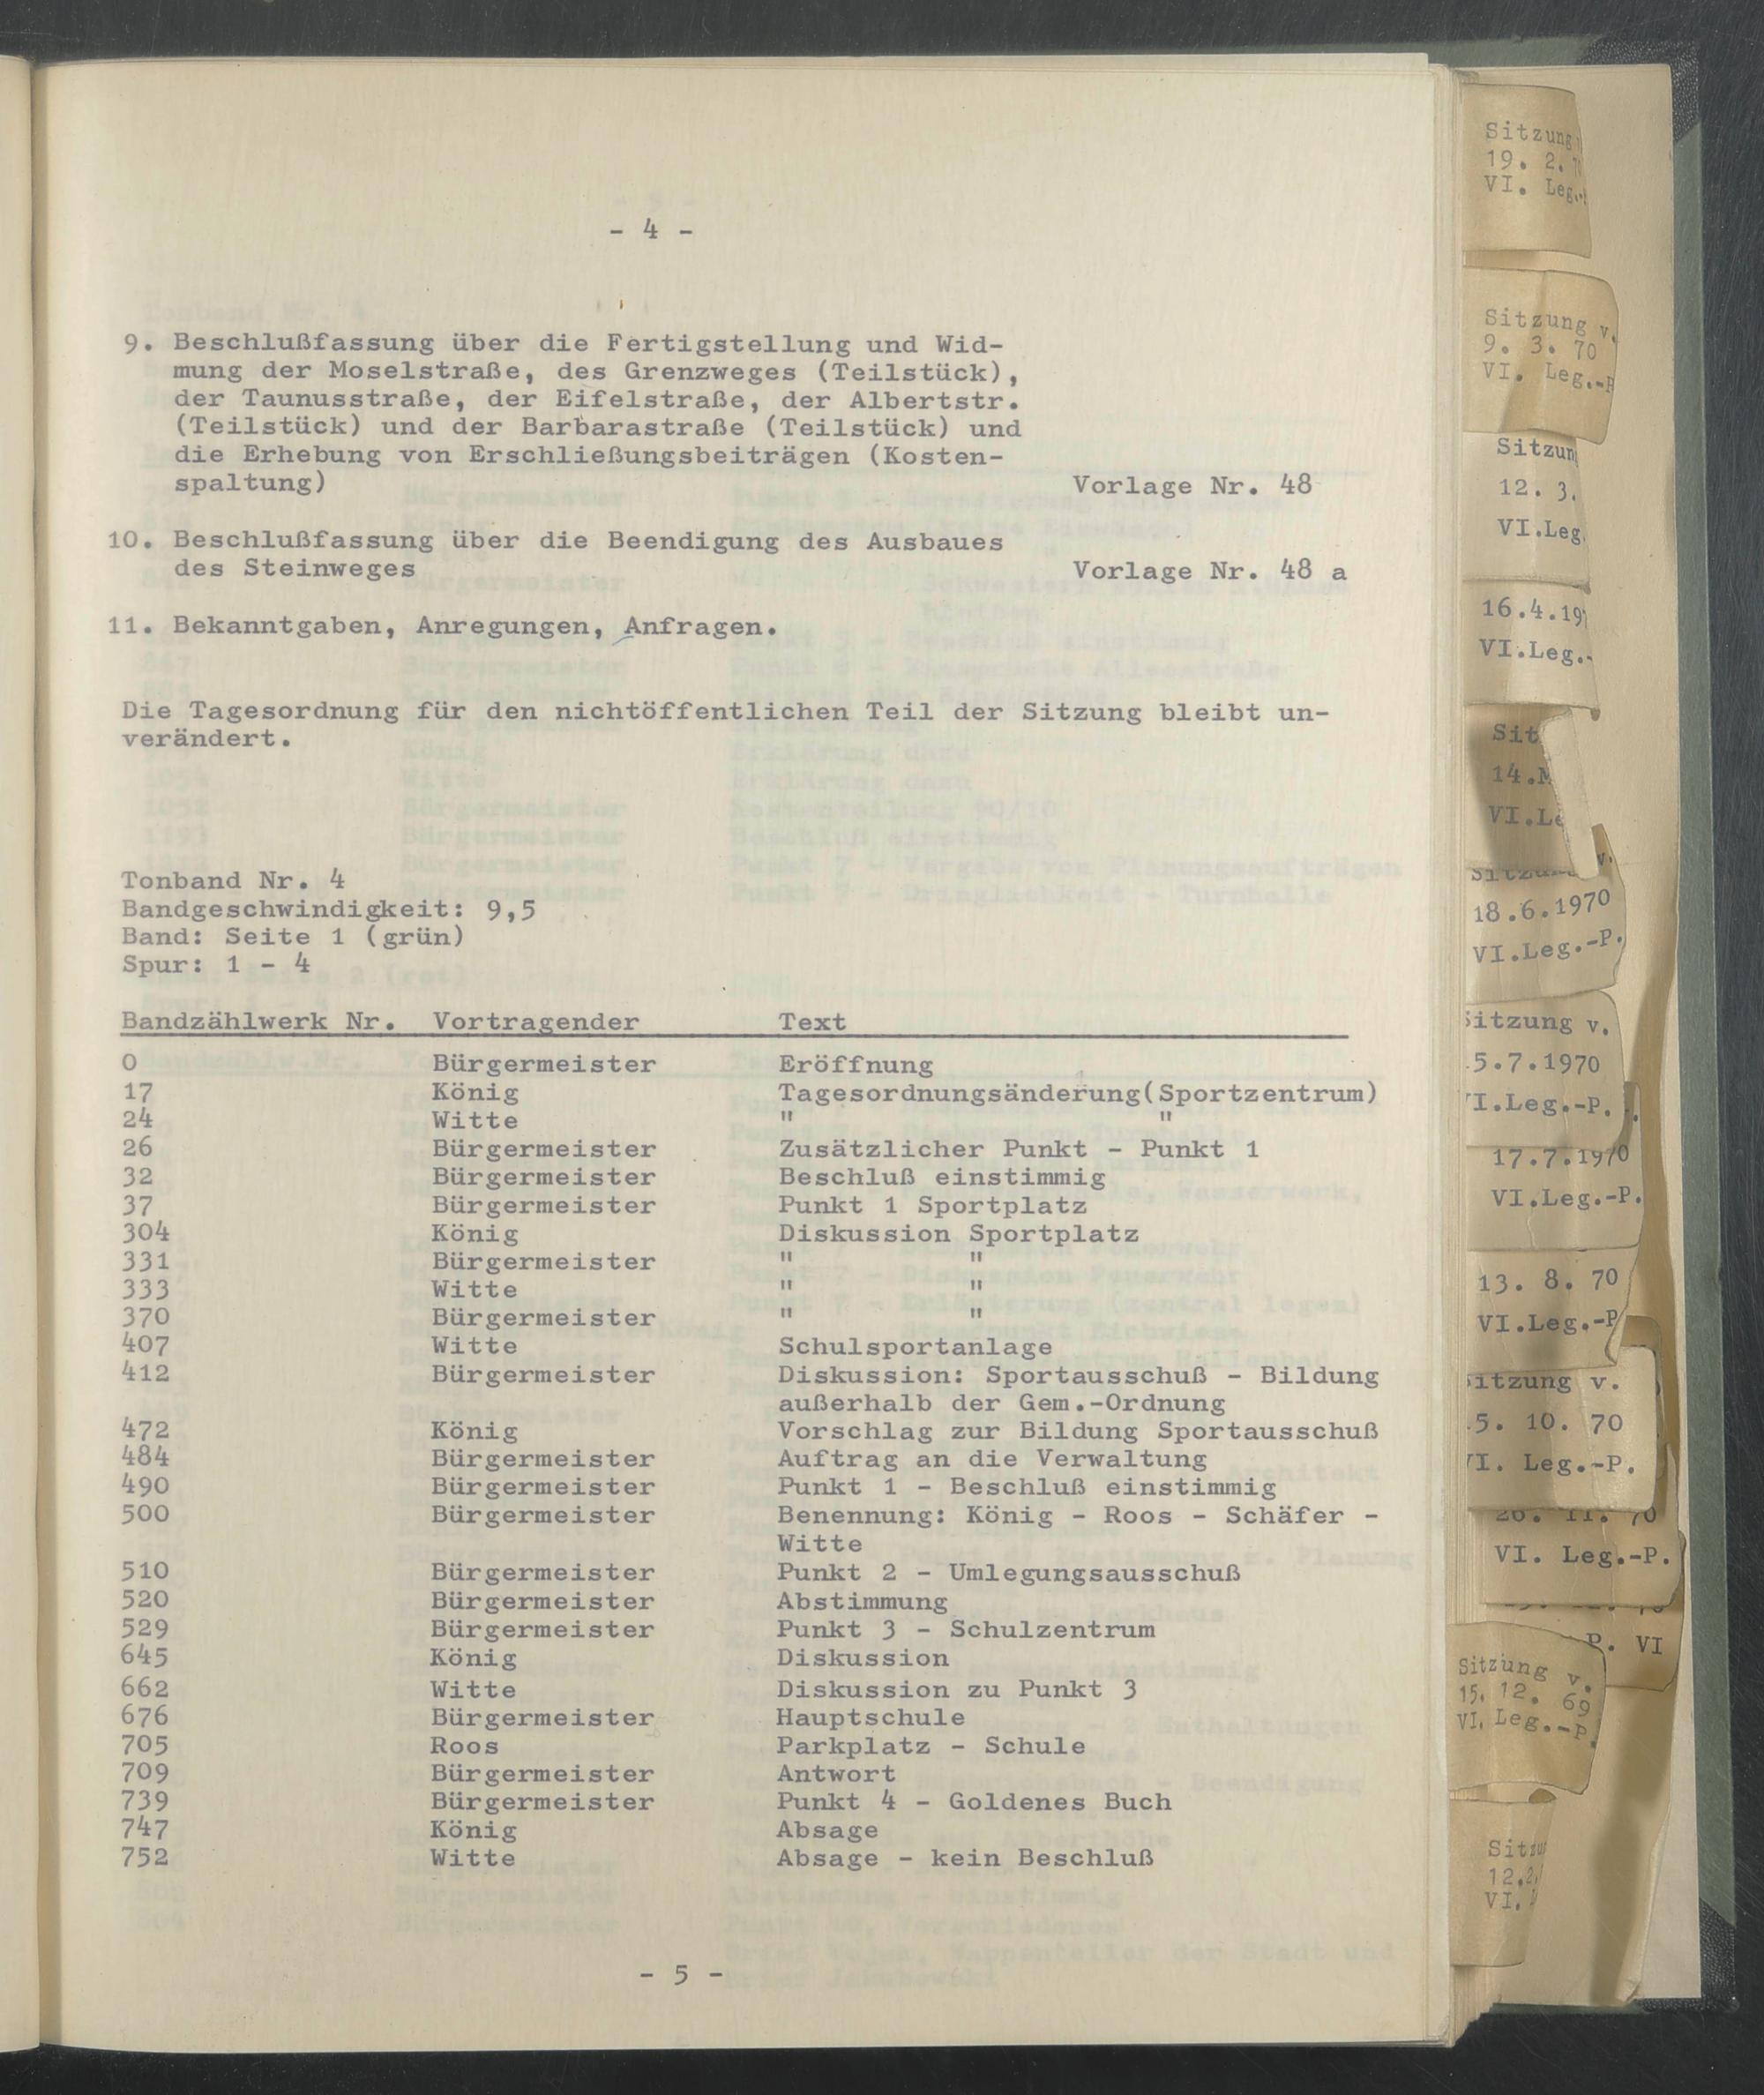 - 4 -
9. Beschlußfassung über die Fertigstellung und Wid-
mung der Moselstraße, des Grenzweges (Teilstück),
der Taunusstraße, der Eifelstraße, der Albertstr.
(Teilstück) und der Barbarastraße (Teilstück) und
die Erhebung von Erschließungsbeiträgen (Kosten-
spaltung) Vorlage Nr. 48
10. Beschlußfassung über die Beendigung des Ausbaues
des Steinweges Vorlage Nr. 48 a
11. Bekanntgaben, Anregungen, Anfragen.
Die Tagesordnung für den nichtöffentlichen Teil der Sitzung bleibt un-
verändert.
Tonband Nr. 4
Bandgeschwindigkeit: 9,5
Band: Seite 1 (grün)
Spur: 1 - 4
Bandzählwerk Nr. Vortragender Text
0 Bürgermeister Eröffnung
17 König Tagesordnungsänderung(Sportzentrum)
24 Witte " "
26 Bürgermeister Zusätzlicher Punkt - Punkt 1
32 Bürgermeister Beschluß einstimmig
37 Bürgermeister Punkt 1 Sportplatz
304 König Diskussion Sportplatz
331 Bürgermeister " "
333 Witte " "
370 Bürgermeister " "
407 Witte Schulsportanlage
412 Bürgermeister Diskussion: Sportausschuß - Bildung
außerhalb der Gem.-Ordnung
472 König Vorschlag zur Bildung Sportausschuß
484 Bürgermeister Auftrag an die Verwaltung
490 Bürgermeister Punkt 1 - Beschluß einstimmig
500 Bürgermeister Benennung: König - Roos - Schäfer -
Witte
510 Bürgermeister Punkt 2 - Umlegungsausschuß
520 Bürgermeister Abstimmung
529 Bürgermeister Punkt 3 - Schulzentrum
645 König Diskussion
662 Witte Diskussion zu Punkt 3
676 Bürgermeister Hauptschule
705 Roos Parkplatz - Schule
709 Bürgermeister Antwort
739 Bürgermeister Punkt 4 - Goldenes Buch
747 König Absage
752 Witte Absage - kein Beschluß
- 5 -
Sitzung
19. 2.
VI. Leg.-
Sitzung v.
9. 3. 70
VI. Leg.-P
Sitzun
12. 3.
VI.Leg.
16.4.19
VI.Leg.-
Sit
14.M
VI.Le
18.6.1970
VI.Leg.-P.
Sitzung v.
5.7.1970
I.Leg.-P.
17.7.1970
VI.Leg.-P.
13. 8. 70
VI.Leg.-P
itzung v.
5. 10. 70
I. Leg.-P.
26. 11. 70
VI. Leg.-P.
P. VI
Sitzung v.
15. 12. 69
VI. Leg.-P.
Sitzu
12.2.
VI.